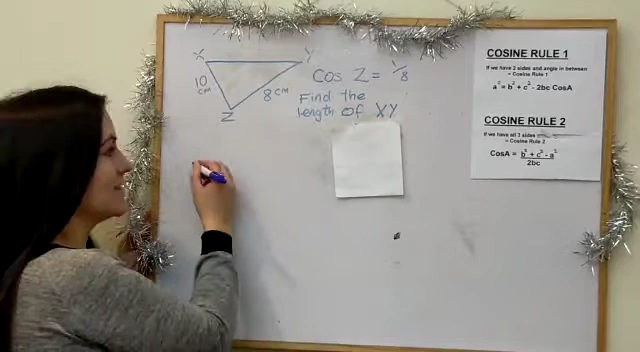 X Y
10 cm
8 cm
Z
Cos Z = 1/8
Find the
length of XY
COSINE RULE 1
If we have 2 sides and angle in between
= Cosine Rule 1
a² = b² + c² - 2bc CosA
COSINE RULE 2
If we have all 3 sides
= Cosine Rule 2
CosA = b² + c² - a²
2bc